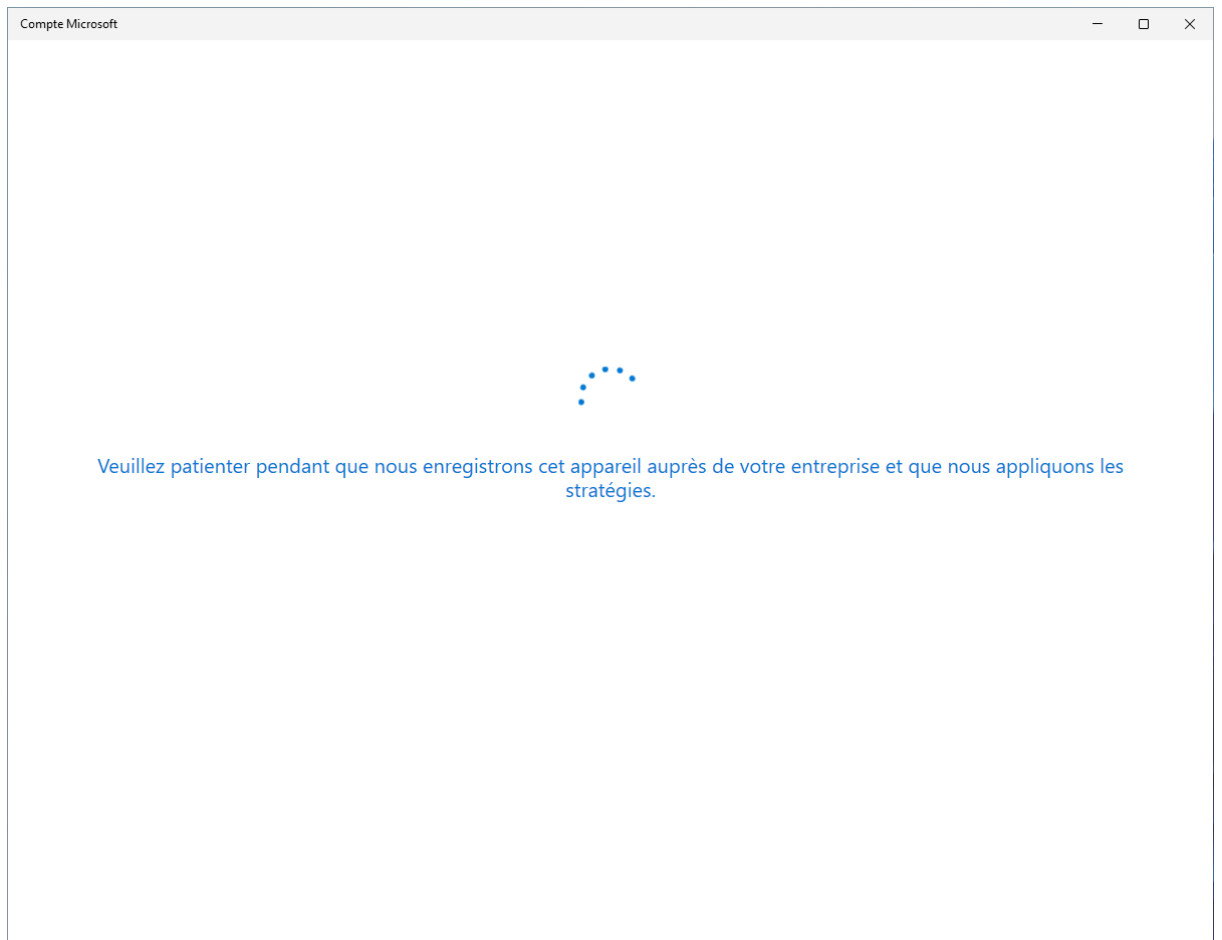 Compte Microsoft
Veuillez patienter pendant que nous enregistrons cet appareil auprès de votre entreprise et que nous appliquons les
stratégies.